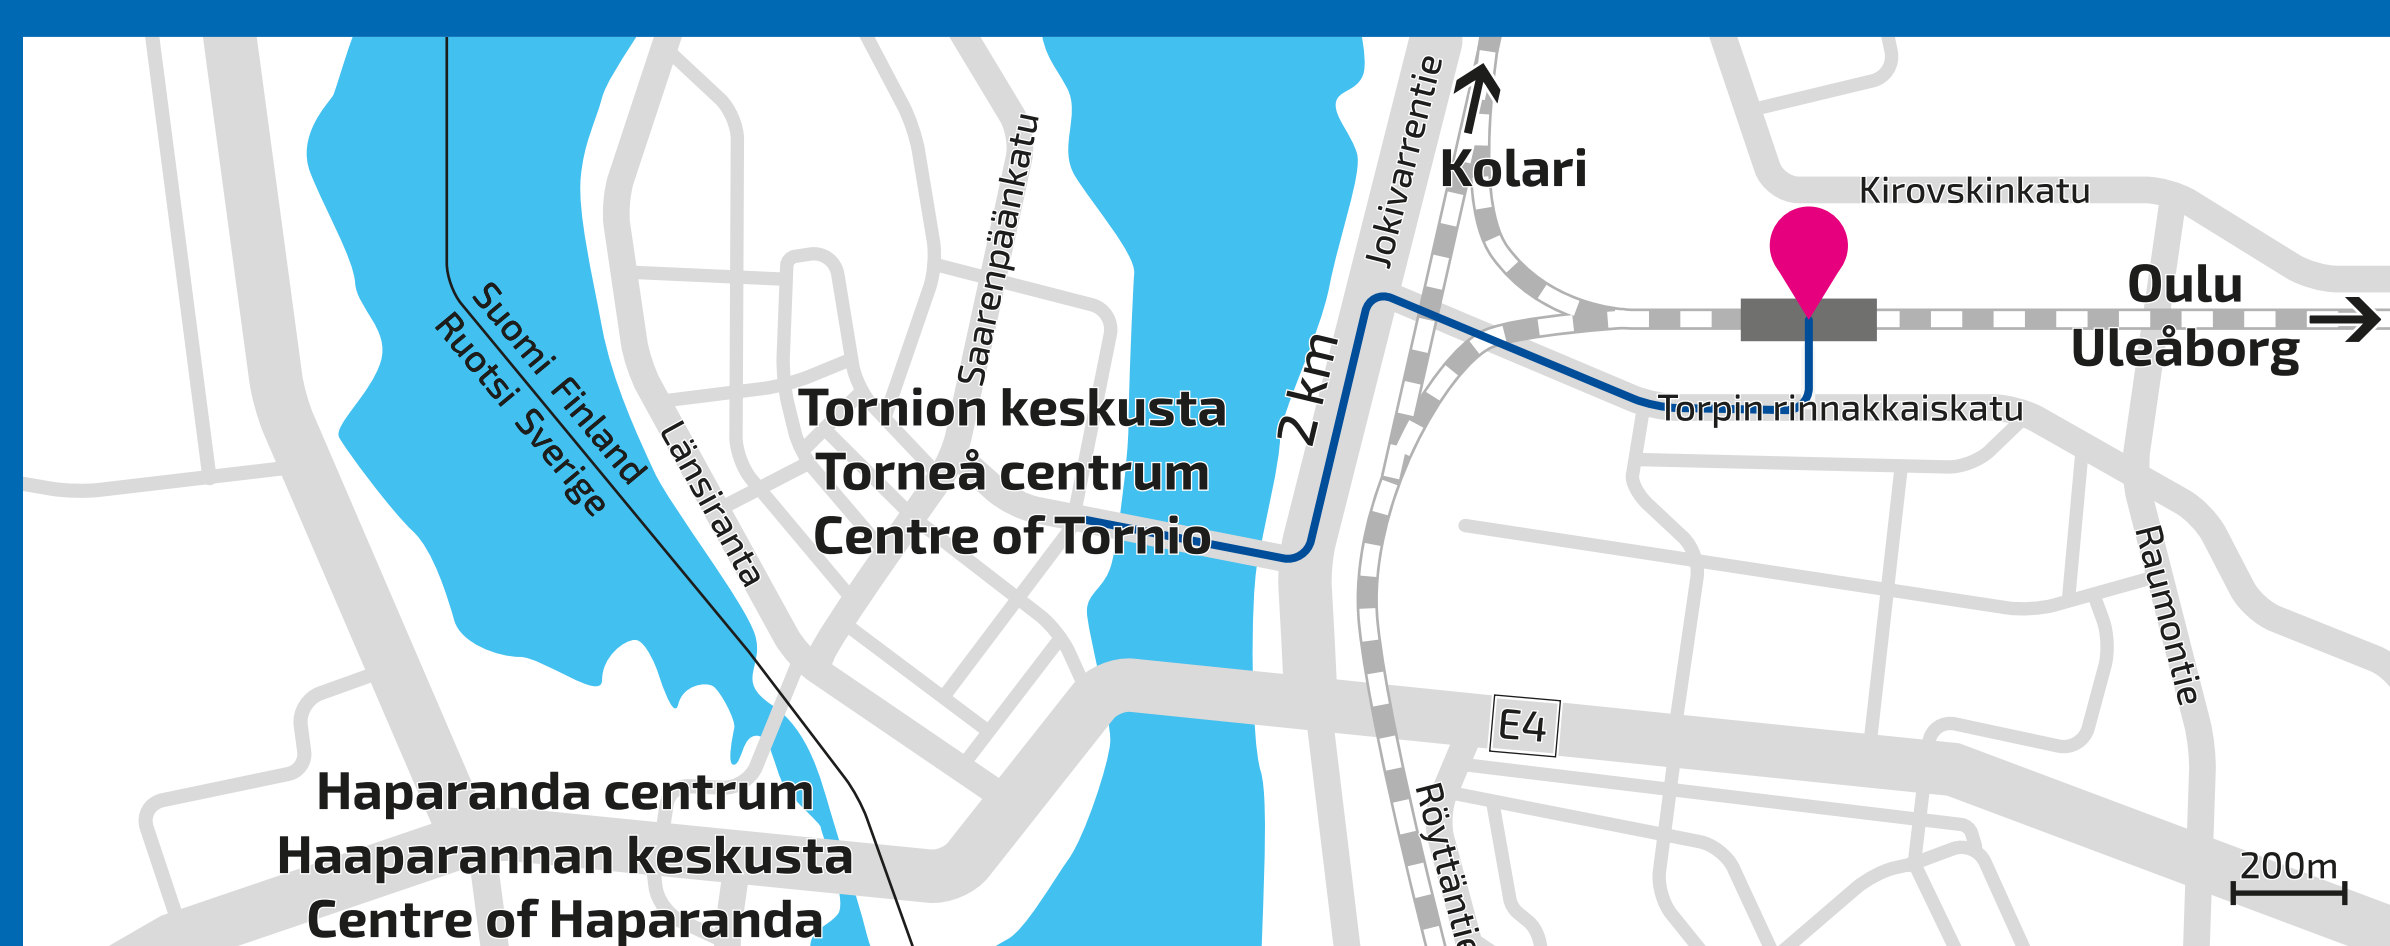 Jokivarrentie
Kolari
Kirovskinkatu
Saarenpäänkatu
Oulu
Uleåborg
Suomi Finland
Ruotsi Sverige
2 km
Tornion keskusta
Torneå centrum
Centre of Tornio
Torpin rinnakkaiskatu
Länsiranta
Raumontie
E4
Röyttäntie
Haparanda centrum
Haaparannan keskusta
Centre of Haparanda
200m